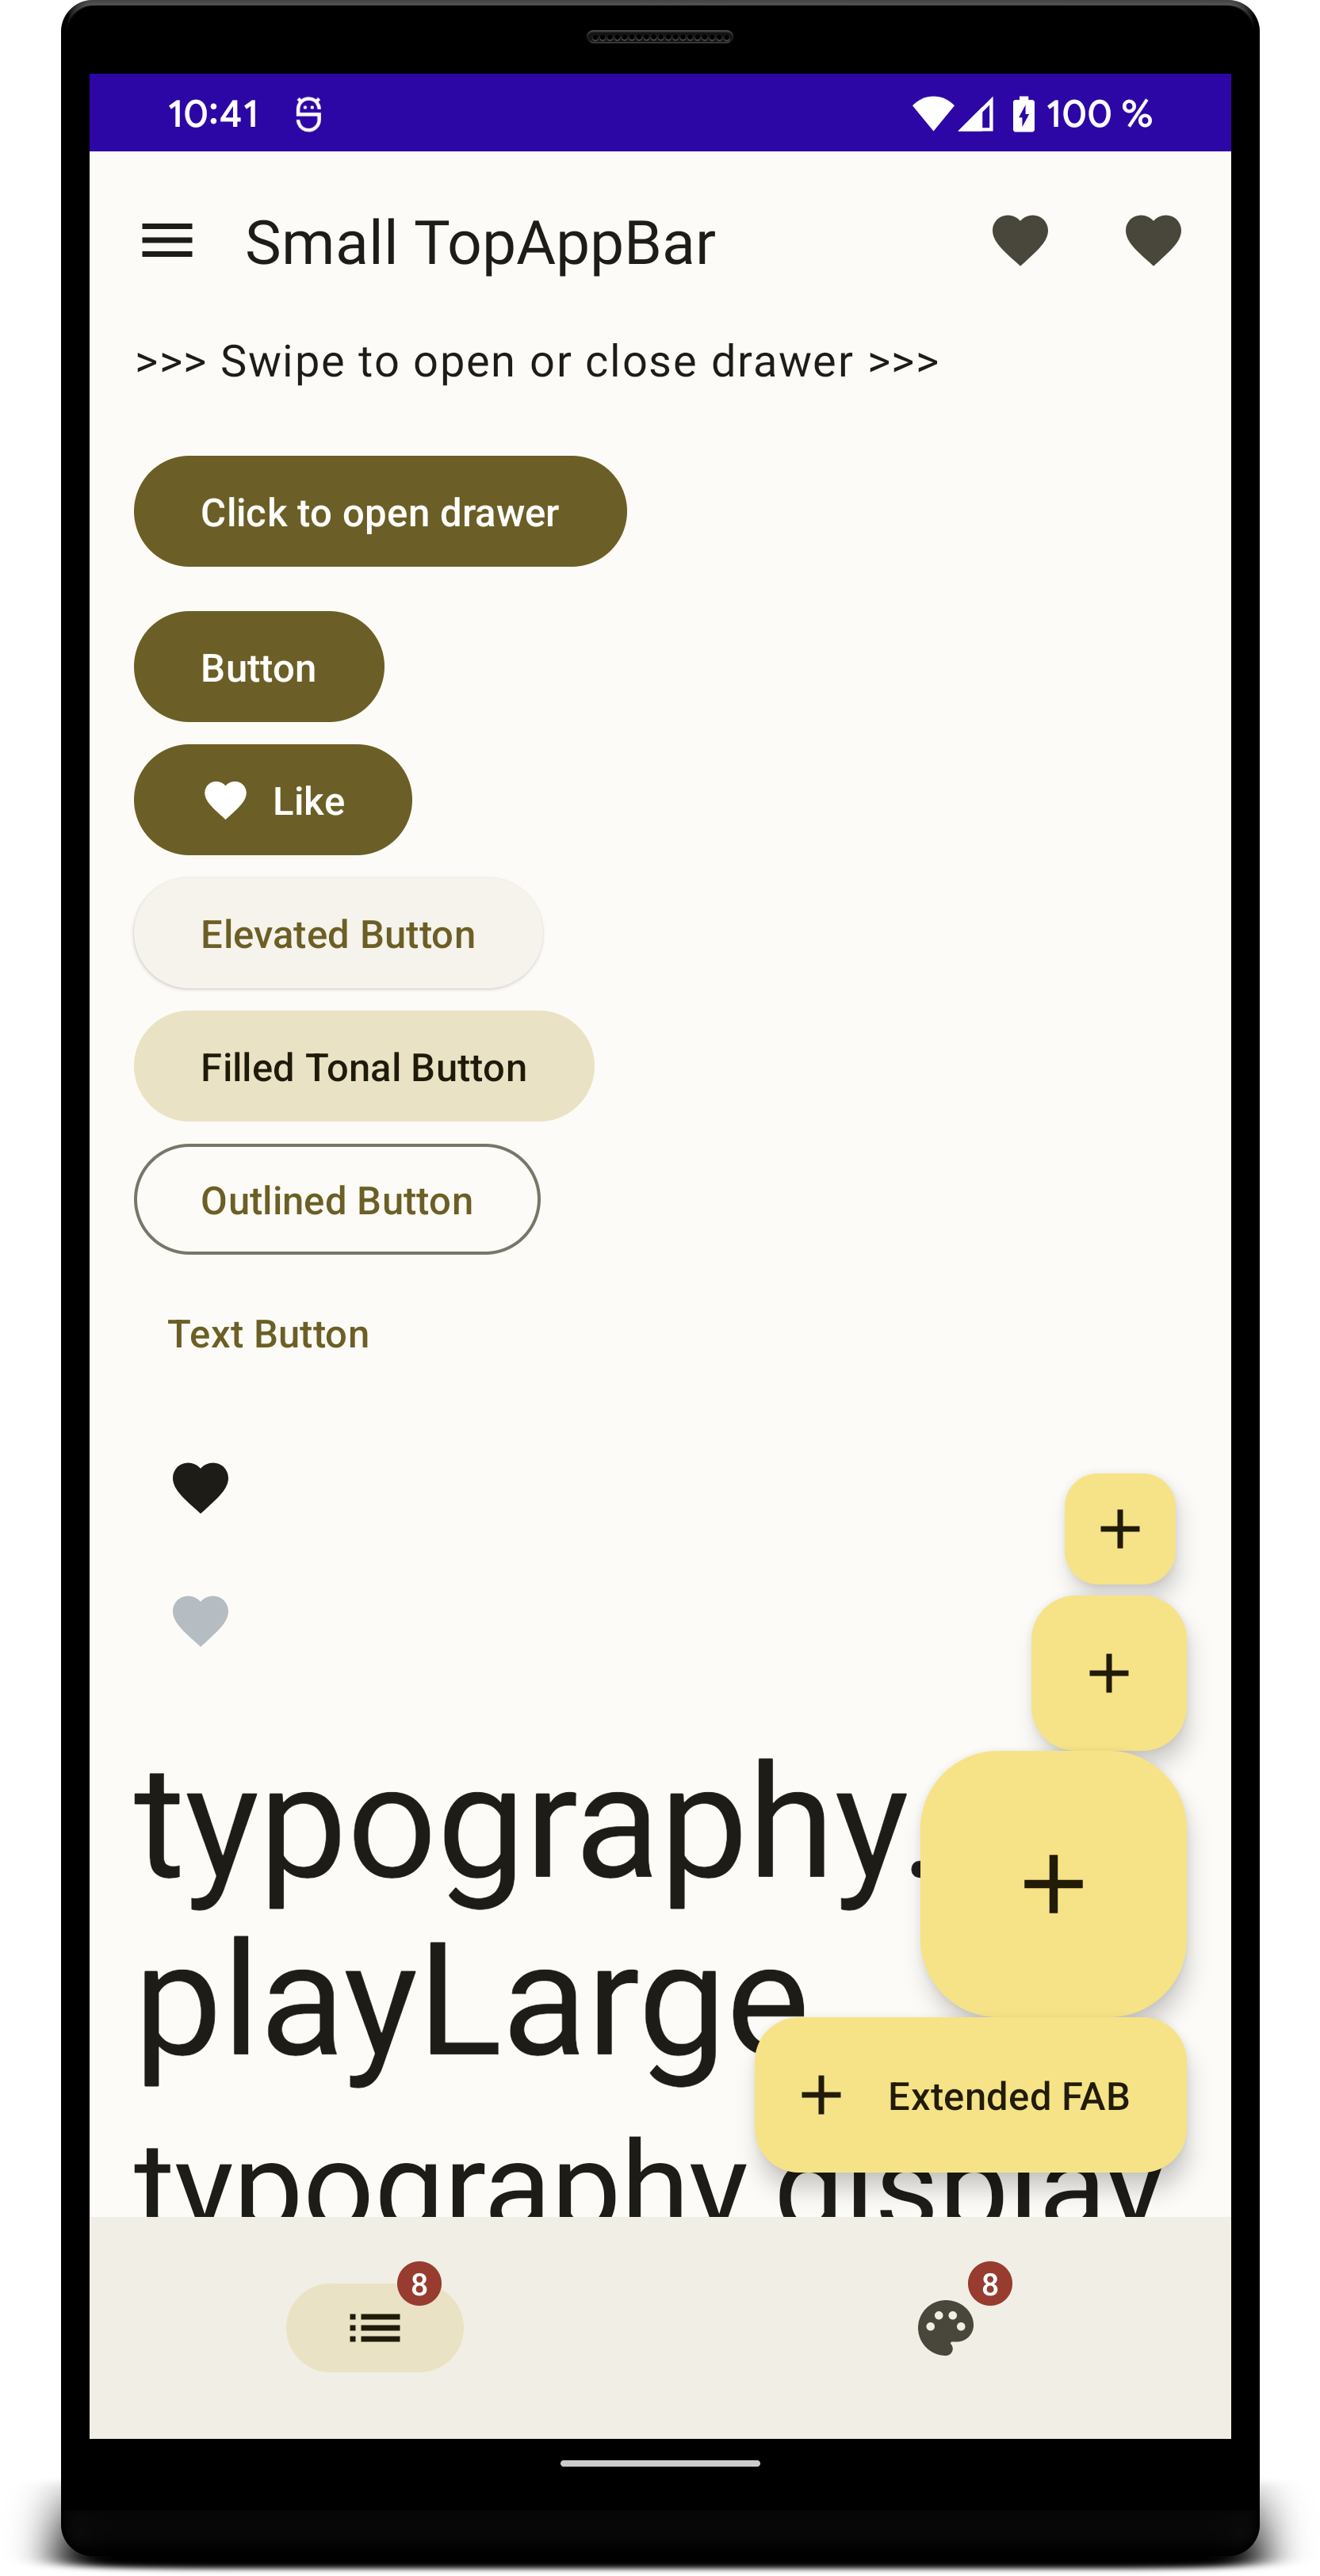 10:41 100 %
Small TopAppBar
>>> Swipe to open or close drawer >>>
Click to open drawer
Button
Like
Elevated Button
Filled Tonal Button
Outlined Button
Text Button
typography.
playLarge
Extended FAB
typography display
8 8